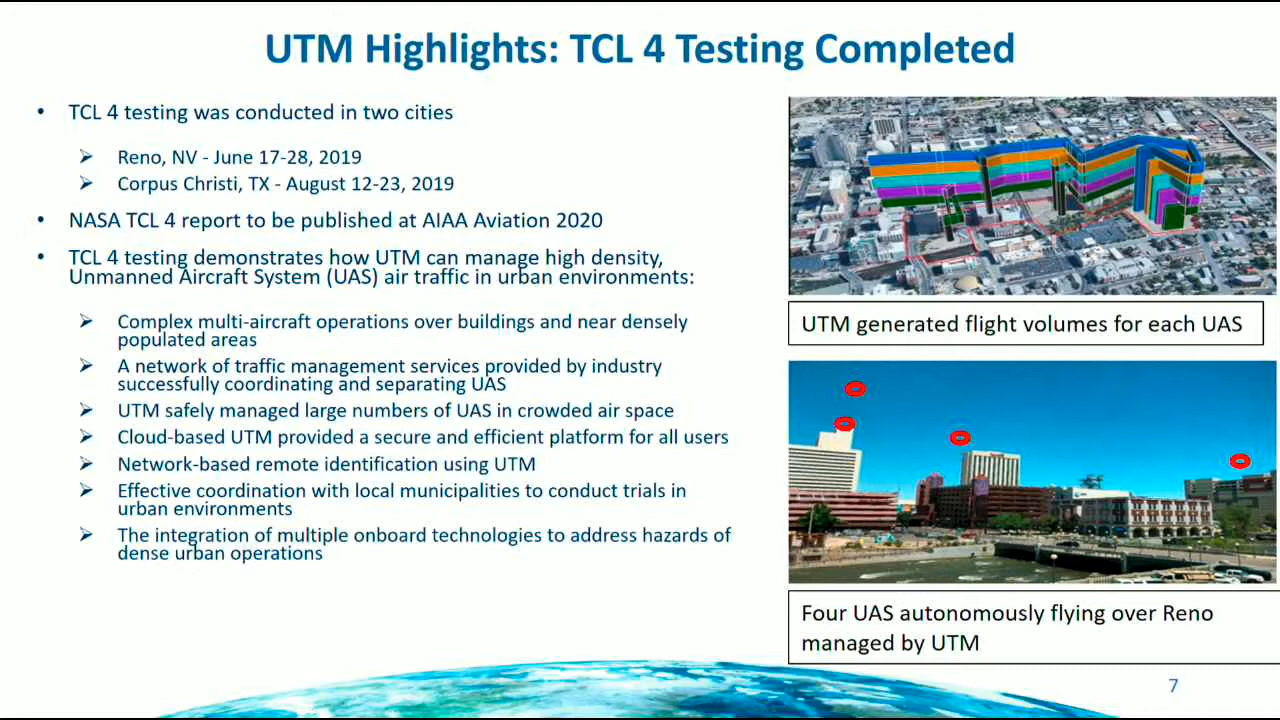 UTM Highlights: TCL 4 Testing Completed
• TCL 4 testing was conducted in two cities
➢ Reno, NV - June 17-28, 2019
➢ Corpus Christi, TX - August 12-23, 2019
• NASA TCL 4 report to be published at AIAA Aviation 2020
• TCL 4 testing demonstrates how UTM can manage high density,
Unmanned Aircraft System (UAS) air traffic in urban environments:
➢ Complex multi-aircraft operations over buildings and near densely
populated areas
➢ A network of traffic management services provided by industry
successfully coordinating and separating UAS
➢ UTM safely managed large numbers of UAS in crowded air space
➢ Cloud-based UTM provided a secure and efficient platform for all users
➢ Network-based remote identification using UTM
➢ Effective coordination with local municipalities to conduct trials in
urban environments
➢ The integration of multiple onboard technologies to address hazards of
dense urban operations
UTM generated flight volumes for each UAS
Four UAS autonomously flying over Reno
managed by UTM
7